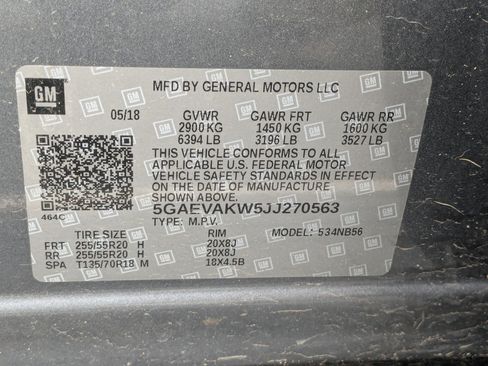 GM
GM
MFD BY GENERAL MOTORS LLC
05/18 GVWR GAWR FRT GAWR RR
2900 KG 1450 KG 1600 KG
6394 LB 3196 LB 3527 LB
THIS VEHICLE CONFORMS TO ALL
APPLICABLE U.S. FEDERAL MOTOR
VEHICLE SAFETY STANDARDS IN EFFECT
ON THE DATE OF MANUFACTURE
SHOWN ABOVE.
464C 5GAEVAKW5JJ270563
TYPE: M.P.V. MODEL: 534NB56
TIRE SIZE RIM
FRT 255/55R20 H 20X8J
RR 255/55R20 H 20X8J
SPA T135/70R18 M 18X4.5B